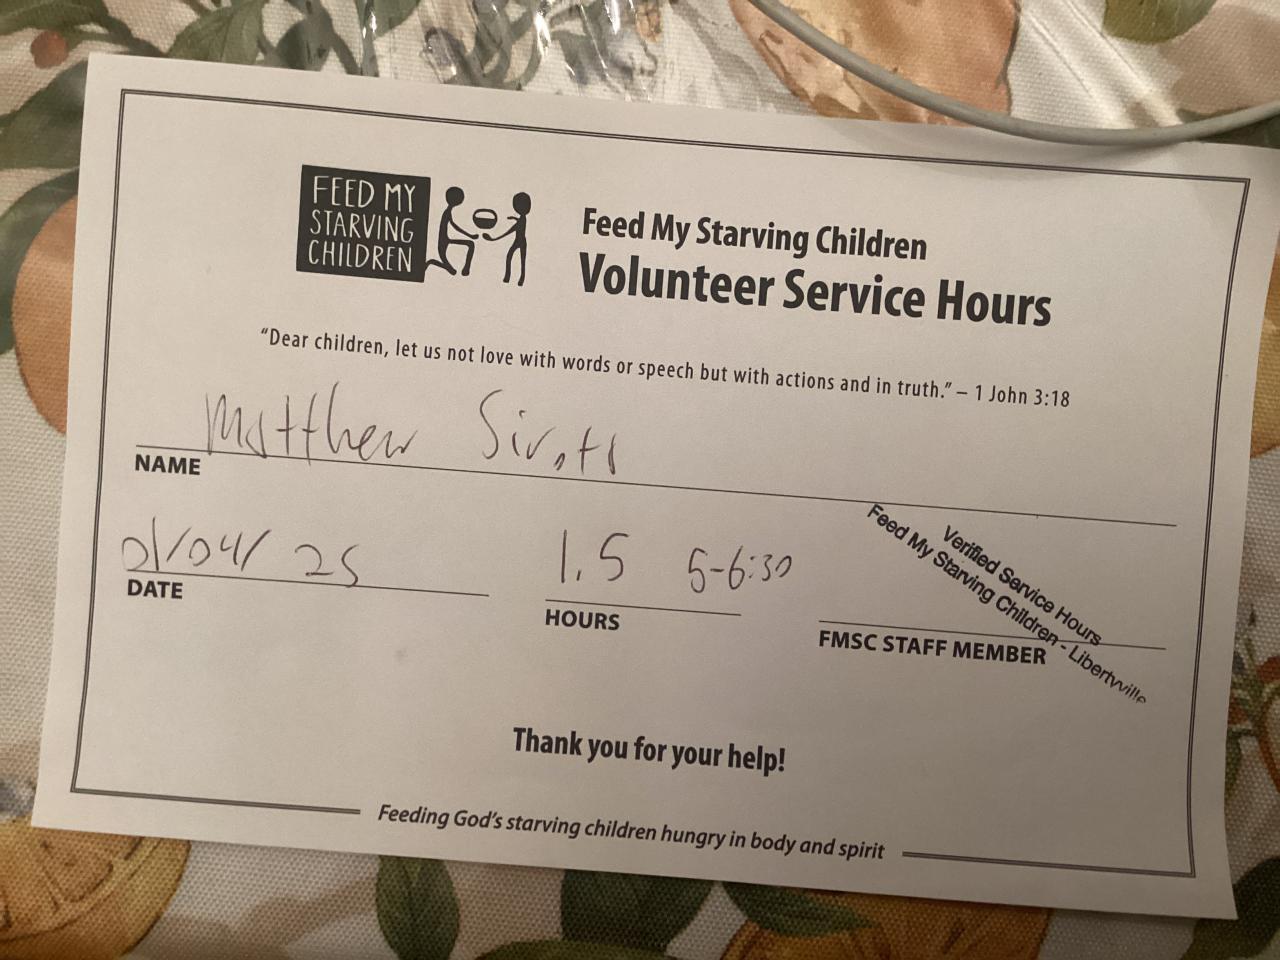 FEED MY
STARVING
CHILDREN
Feed My Starving Children
Volunteer Service Hours
“Dear children, let us not love with words or speech but with actions and in truth.” – 1 John 3:18
Matthew
NAME
01/04/25
DATE
1.5 5-6:30
HOURS
Verified Service Hours
Feed My Starving Children - Libertyville
FMSC STAFF MEMBER
Thank you for your help!
Feeding God's starving children hungry in body and spirit